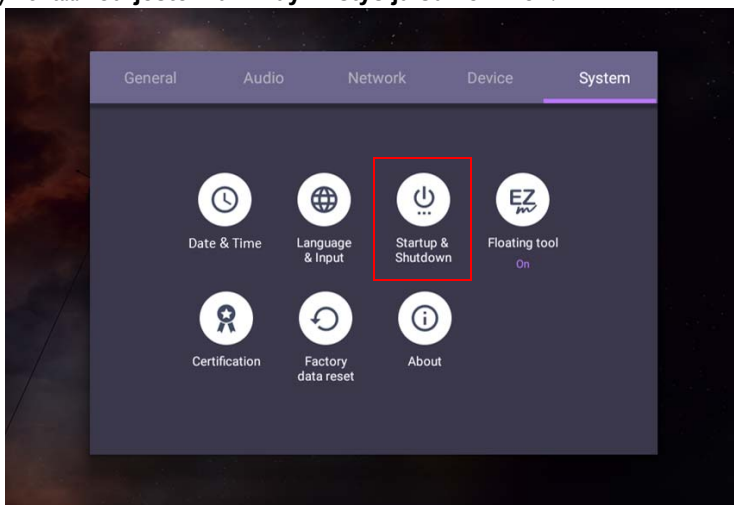 General Audio Network Device System
EZ
Date & Time
Language
& Input
Startup &
Shutdown
Floating tool
On
Certification
Factory
data reset
About